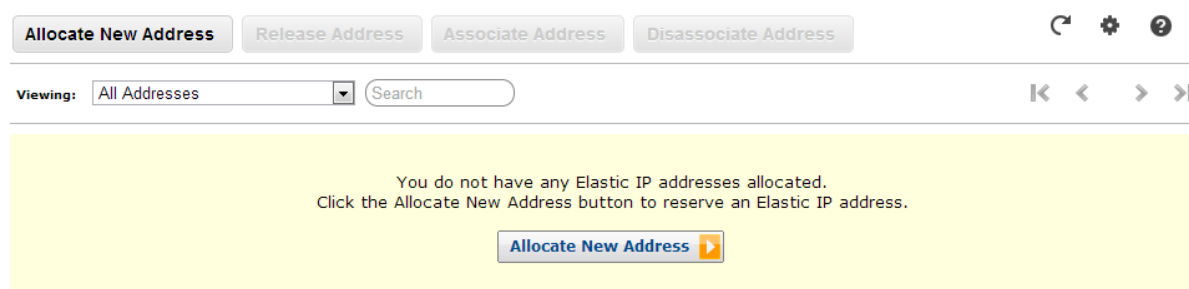 Allocate New Address Release Address Associate Address Disassociate Address
Viewing: All Addresses Search
You do not have any Elastic IP addresses allocated.
Click the Allocate New Address button to reserve an Elastic IP address.
Allocate New Address